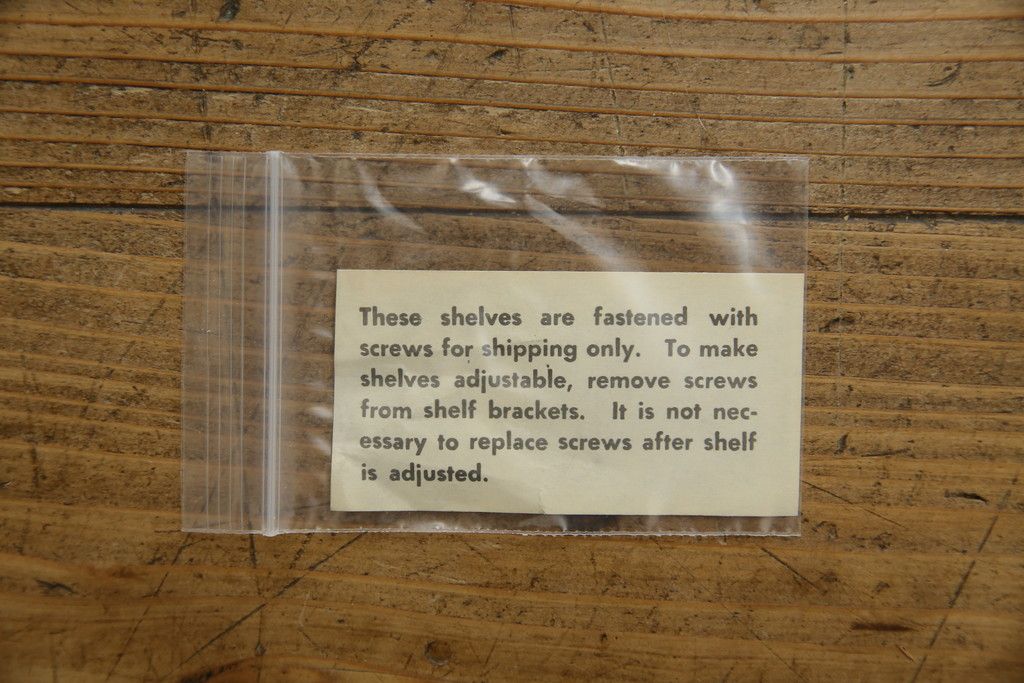 These shelves are fastened with
screws for shipping only. To make
shelves adjustable, remove screws
from shelf brackets. It is not nec-
essary to replace screws after shelf
is adjusted.